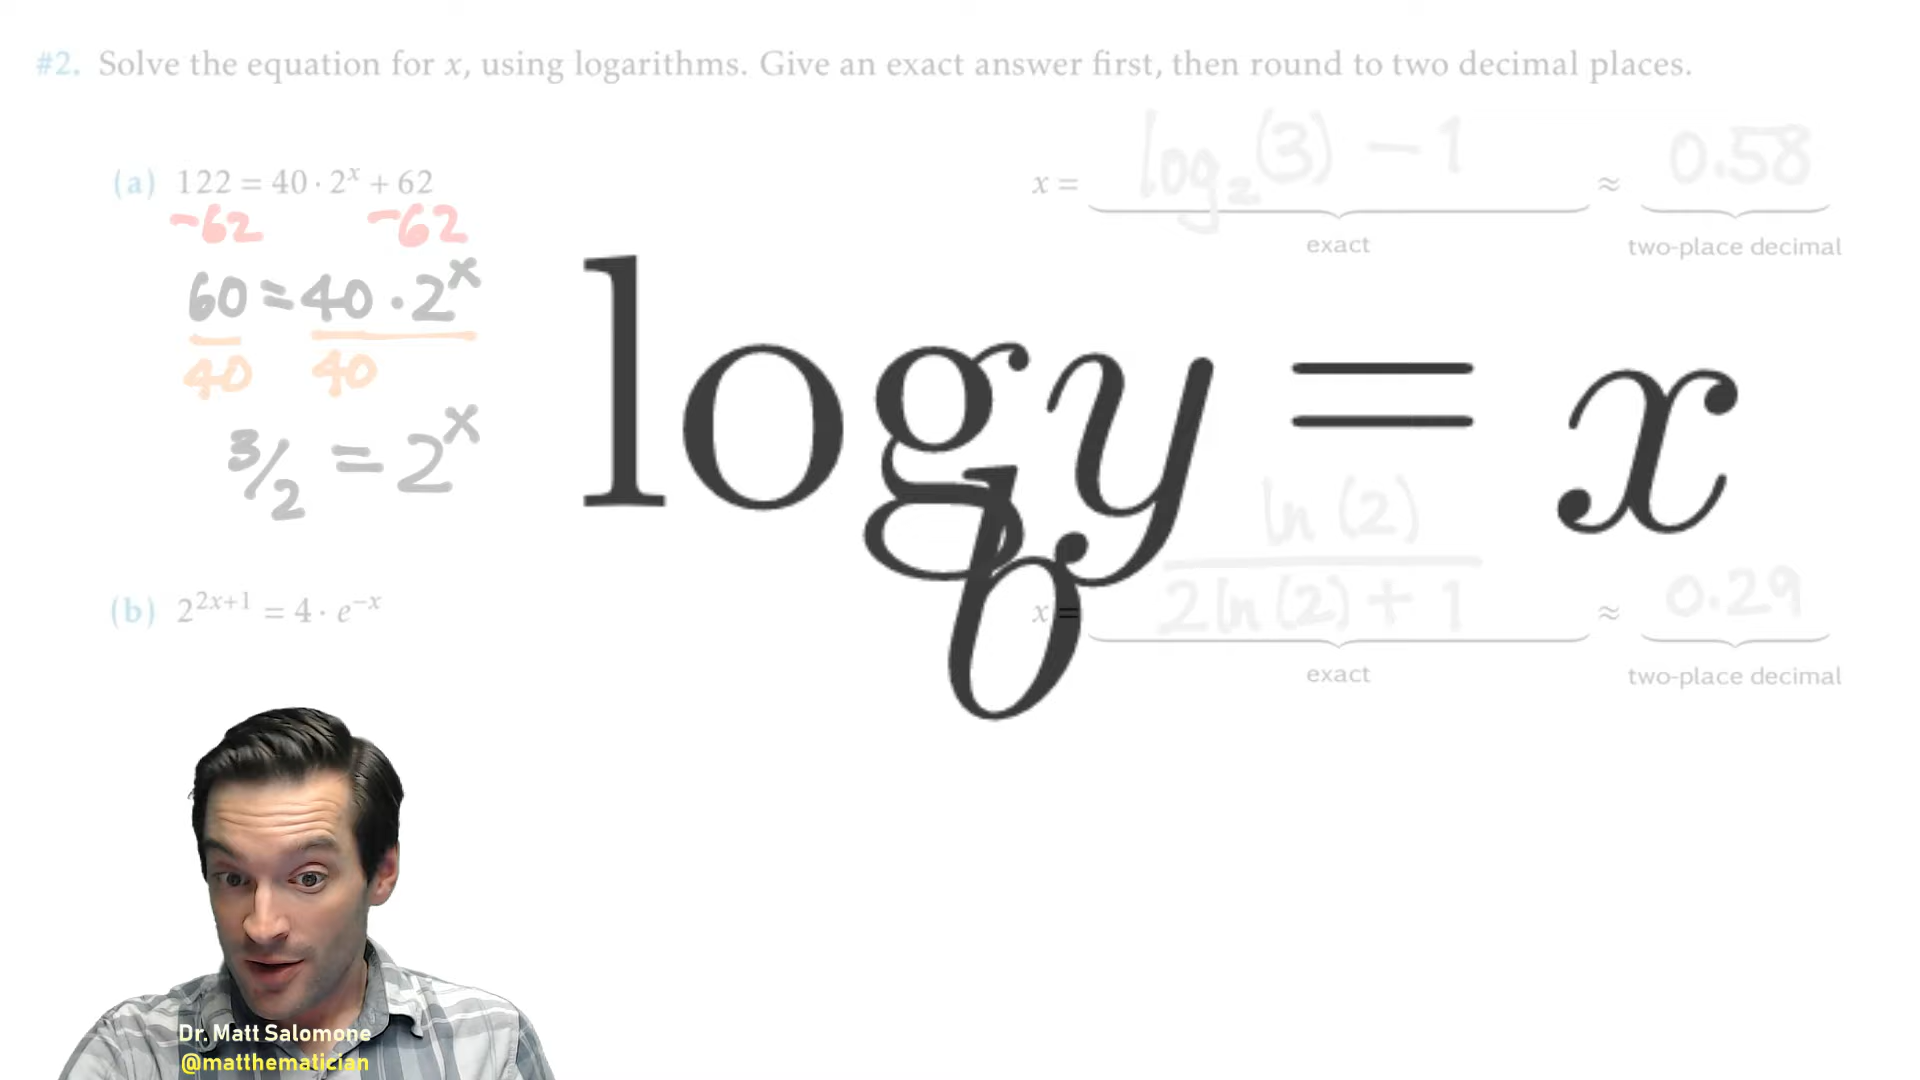 #2. Solve the equation for x, using logarithms. Give an exact answer first, then round to two decimal places.
(a) 122 = 40 · 2^x + 62
-62 -62
60 = 40 · 2^x
40 40
3/2 = 2^x
x = log₂(3) - 1 ≈ 0.58
exact two-place decimal
log_b y = x
(b) 2^{2x+1} = 4 · e^{-x}
x = ln(2) / 2ln(2) + 1 ≈ 0.29
exact two-place decimal
Dr. Matt Salomone
@matthematician